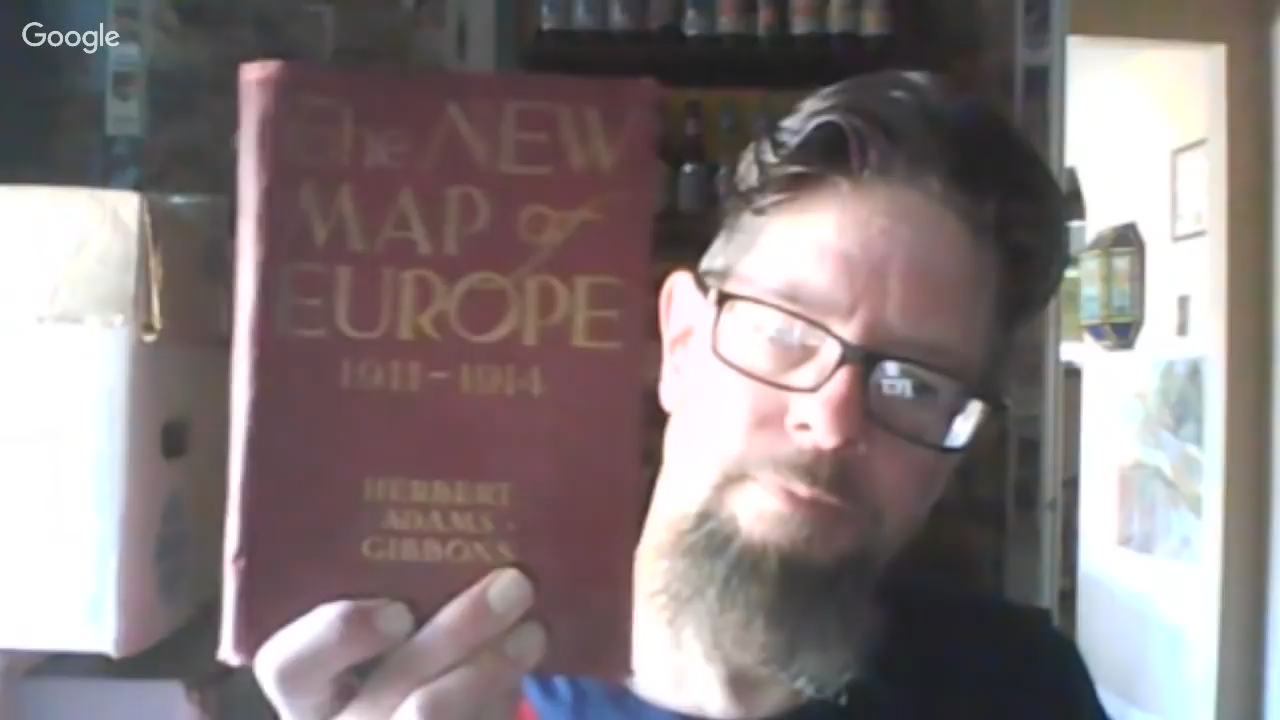 Google
The NEW
MAP of
EUROPE
1911-1914
HERBERT
ADAMS ·
GIBBONS